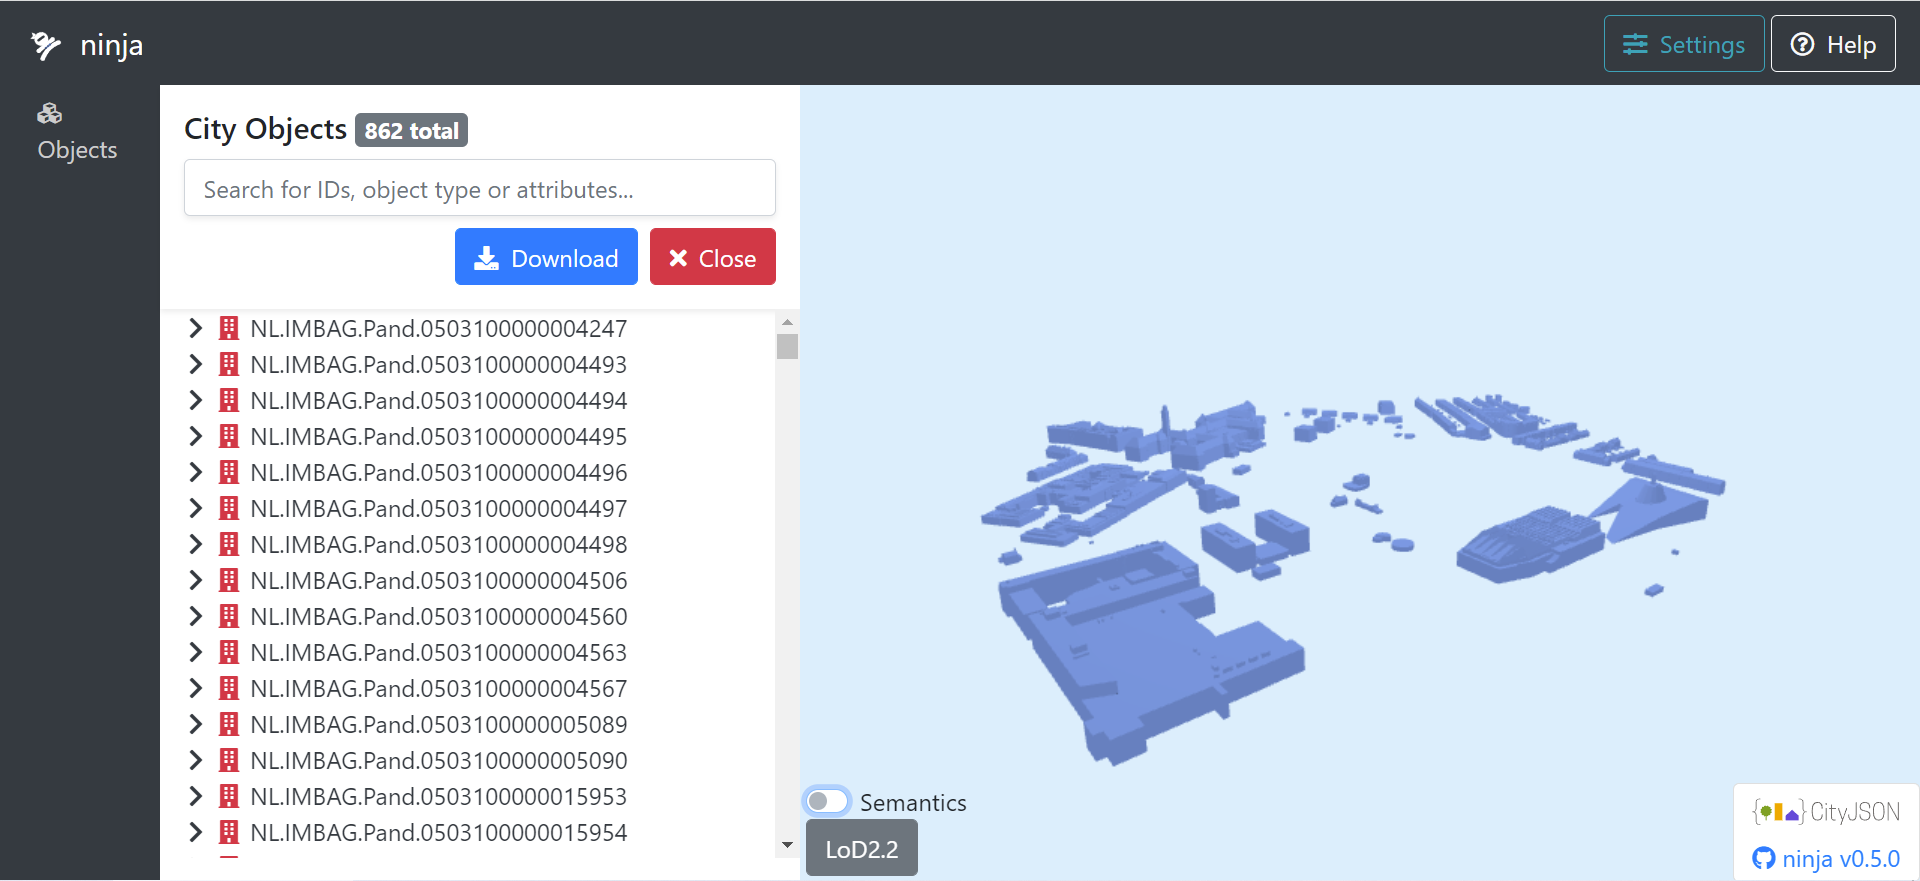 ninja
Settings
Help
Objects
City Objects 862 total
Search for IDs, object type or attributes...
Download
Close
NL.IMBAG.Pand.0503100000004247
NL.IMBAG.Pand.0503100000004493
NL.IMBAG.Pand.0503100000004494
NL.IMBAG.Pand.0503100000004495
NL.IMBAG.Pand.0503100000004496
NL.IMBAG.Pand.0503100000004497
NL.IMBAG.Pand.0503100000004498
NL.IMBAG.Pand.0503100000004506
NL.IMBAG.Pand.0503100000004560
NL.IMBAG.Pand.0503100000004563
NL.IMBAG.Pand.0503100000004567
NL.IMBAG.Pand.0503100000005089
NL.IMBAG.Pand.0503100000005090
NL.IMBAG.Pand.0503100000015953
NL.IMBAG.Pand.0503100000015954
Semantics
LoD2.2
CityJSON
ninja v0.5.0